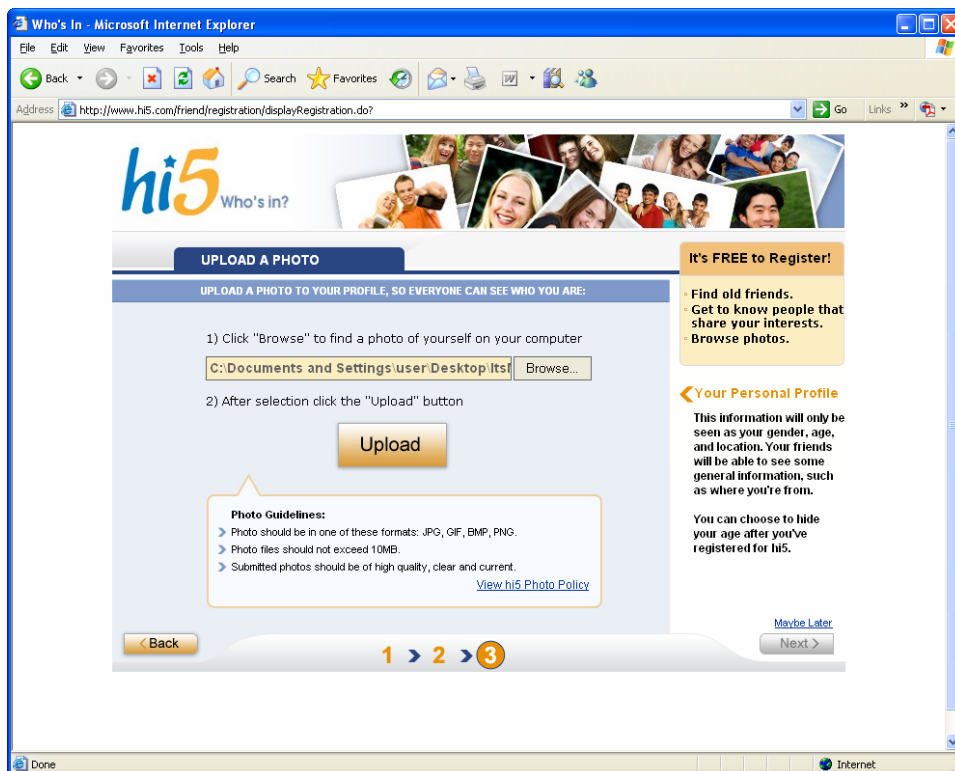 Who's In - Microsoft Internet Explorer
File Edit View Favorites Tools Help
Back Search Favorites
Address http://www.hi5.com/friend/registration/displayRegistration.do? Go Links »
hi5 Who's in?
UPLOAD A PHOTO
UPLOAD A PHOTO TO YOUR PROFILE, SO EVERYONE CAN SEE WHO YOU ARE:
1) Click "Browse" to find a photo of yourself on your computer
C:\Documents and Settings\user\Desktop\Its Browse...
2) After selection click the "Upload" button
Upload
Photo Guidelines:
Photo should be in one of these formats: JPG, GIF, BMP, PNG.
Photo files should not exceed 10MB.
Submitted photos should be of high quality, clear and current.
View hi5 Photo Policy
It's FREE to Register!
Find old friends.
Get to know people that
share your interests.
Browse photos.
Your Personal Profile
This information will only be
seen as your gender, age,
and location. Your friends
will be able to see some
general information, such
as where you're from.
You can choose to hide
your age after you've
registered for hi5.
Maybe Later
< Back
1 > 2 > 3
Next >
Done
Internet